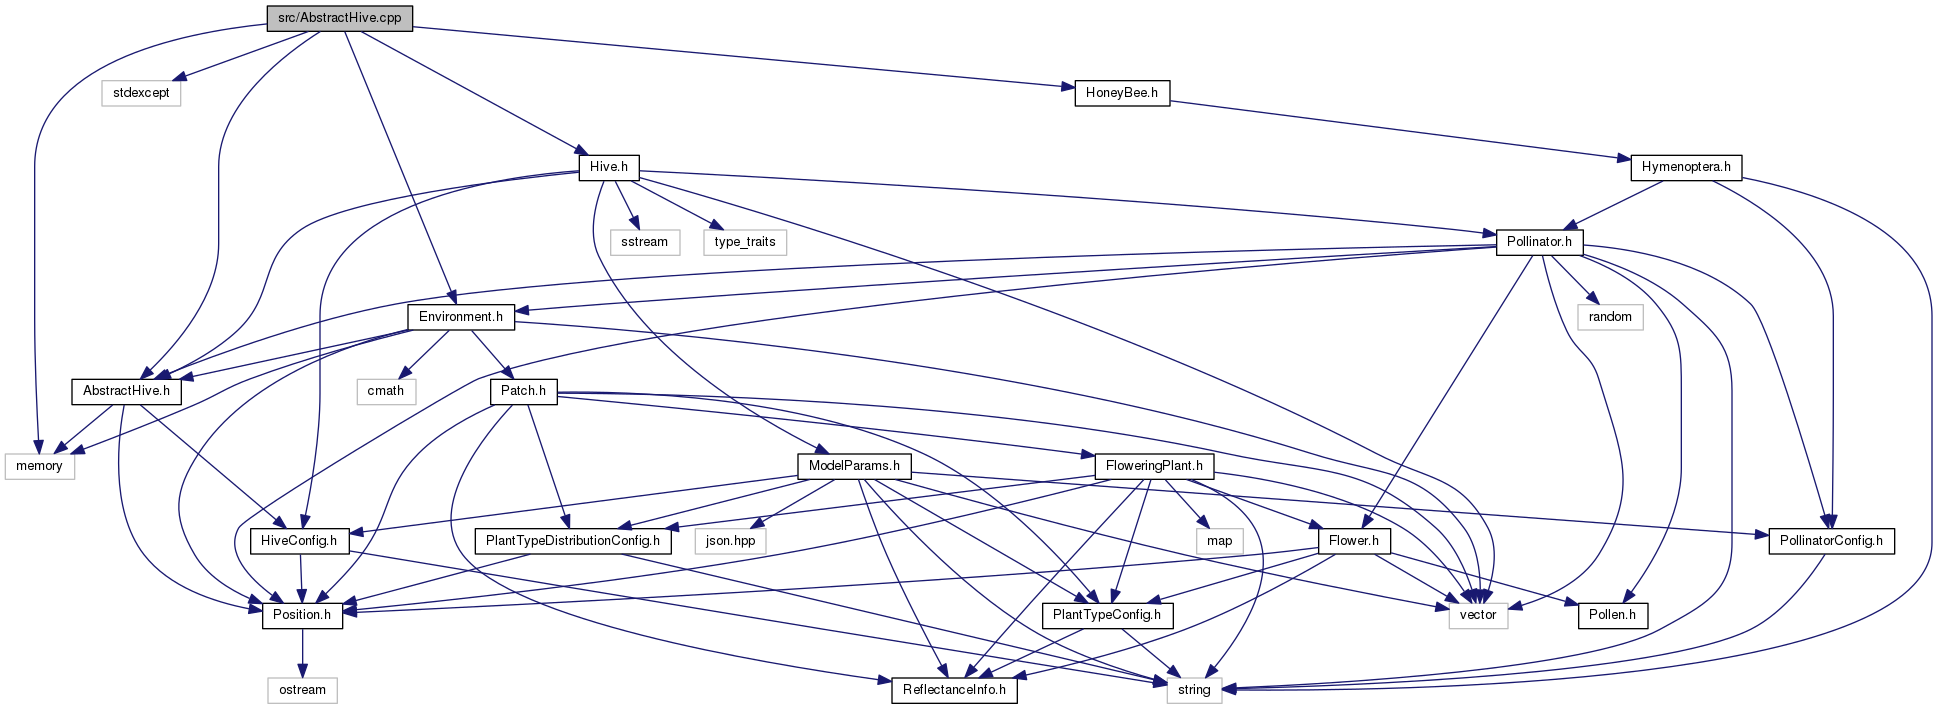 src/AbstractHive.cpp
stdexcept
HoneyBee.h
Hive.h
Hymenoptera.h
sstream
type_traits
Pollinator.h
Environment.h
random
AbstractHive.h
cmath
Patch.h
memory
ModelParams.h
FloweringPlant.h
HiveConfig.h
PlantTypeDistributionConfig.h
json.hpp
map
Flower.h
PollinatorConfig.h
Position.h
PlantTypeConfig.h
vector
Pollen.h
ostream
ReflectanceInfo.h
string